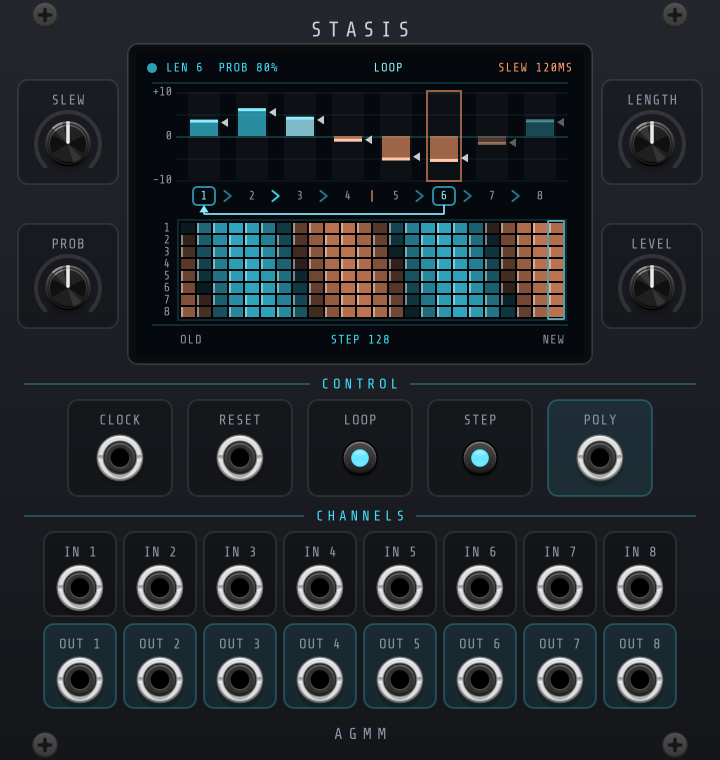 STASIS
LEN 6 PROB 80% LOOP SLEW 120MS
+10
0
-10
1 2 3 4 5 6 7 8
1
2
3
4
5
6
7
8
OLD STEP 128 NEW
SLEW
PROB
LENGTH
LEVEL
CONTROL
CLOCK RESET LOOP STEP POLY
CHANNELS
IN 1 IN 2 IN 3 IN 4 IN 5 IN 6 IN 7 IN 8
OUT 1 OUT 2 OUT 3 OUT 4 OUT 5 OUT 6 OUT 7 OUT 8
AGMM